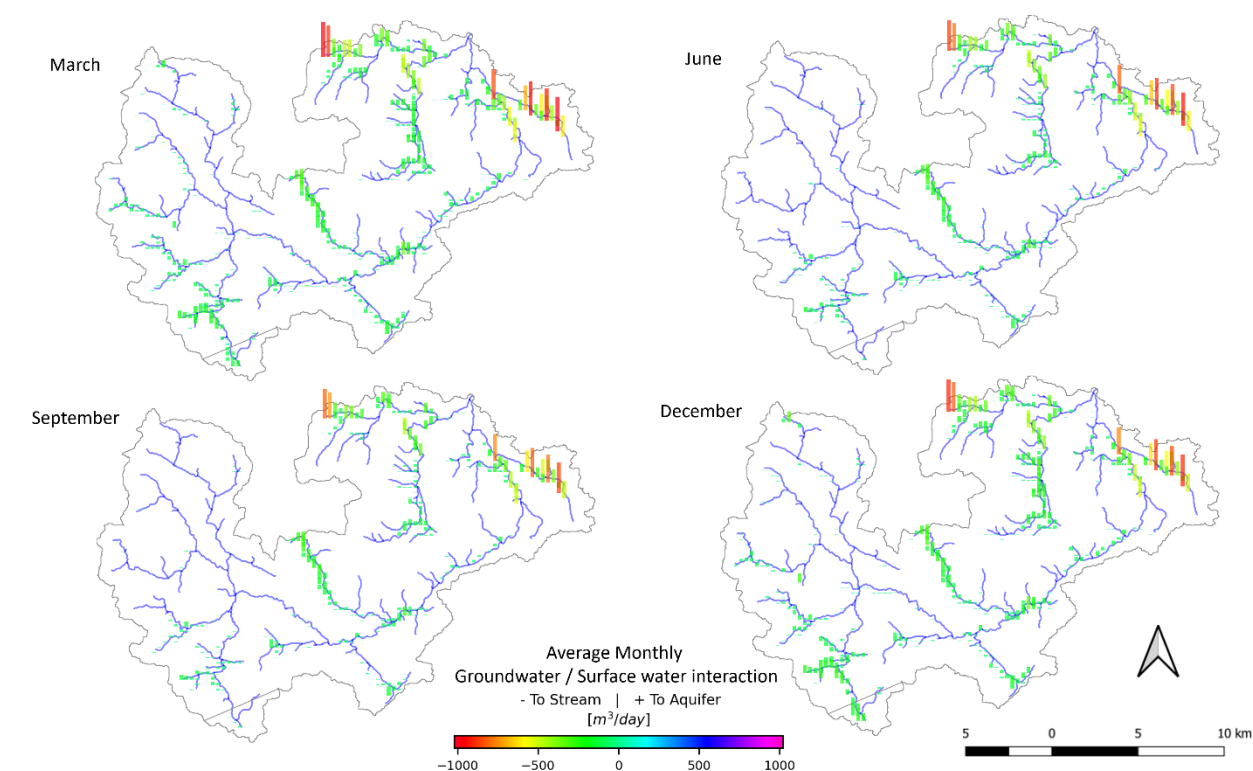 March
June
September
December
Average Monthly
Groundwater / Surface water interaction
- To Stream | + To Aquifer
[m³/day]
−1000 −500 0 500 1000
5 0 5 10 km